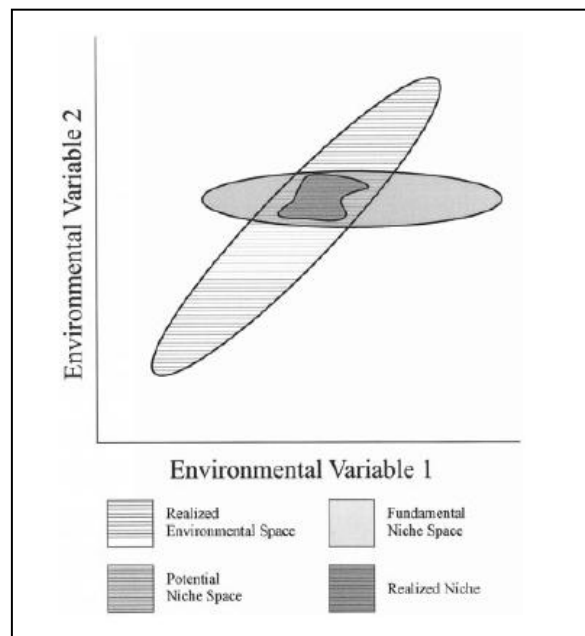 Environmental Variable 2
Environmental Variable 1
Realized
Environmental Space
Fundamental
Niche Space
Potential
Niche Space
Realized Niche